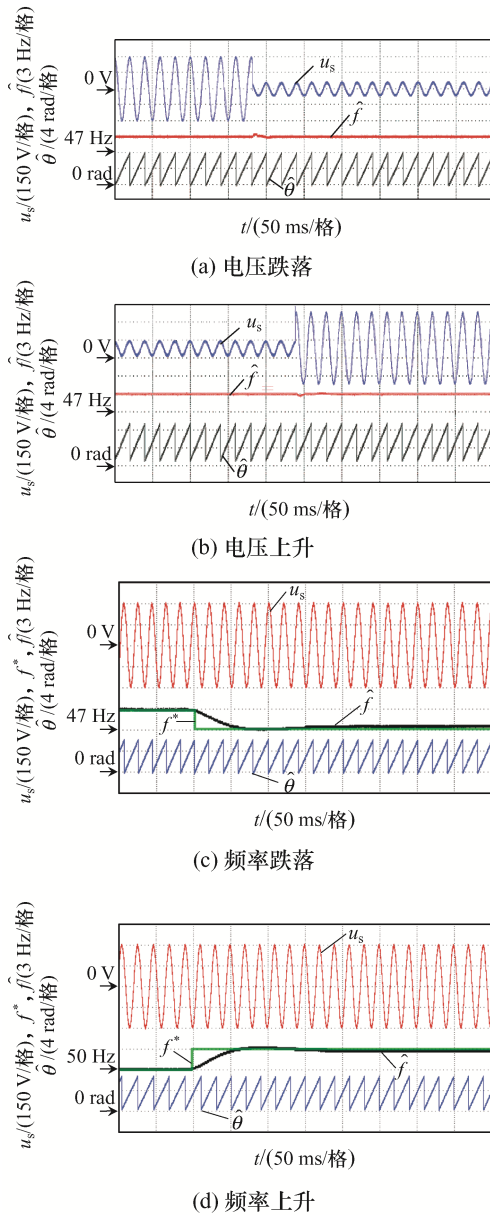 u_s/(150 V/格), f̂/(3 Hz/格)
θ̂/(4 rad/格)
0 V
u_s
f̂
47 Hz
0 rad
θ̂
t/(50 ms/格)
(a) 电压跌落
u_s/(150 V/格), f̂/(3 Hz/格)
θ̂/(4 rad/格)
u_s
0 V
f̂
47 Hz
0 rad
θ̂
t/(50 ms/格)
(b) 电压上升
u_s/(150 V/格), f*, f̂/(3 Hz/格)
θ̂/(4 rad/格)
u_s
0 V
f̂
47 Hz
f*
0 rad
θ̂
t/(50 ms/格)
(c) 频率跌落
u_s/(150 V/格), f*, f̂/(3 Hz/格)
θ̂/(4 rad/格)
u_s
0 V
f*
50 Hz
f̂
0 rad
θ̂
t/(50 ms/格)
(d) 频率上升